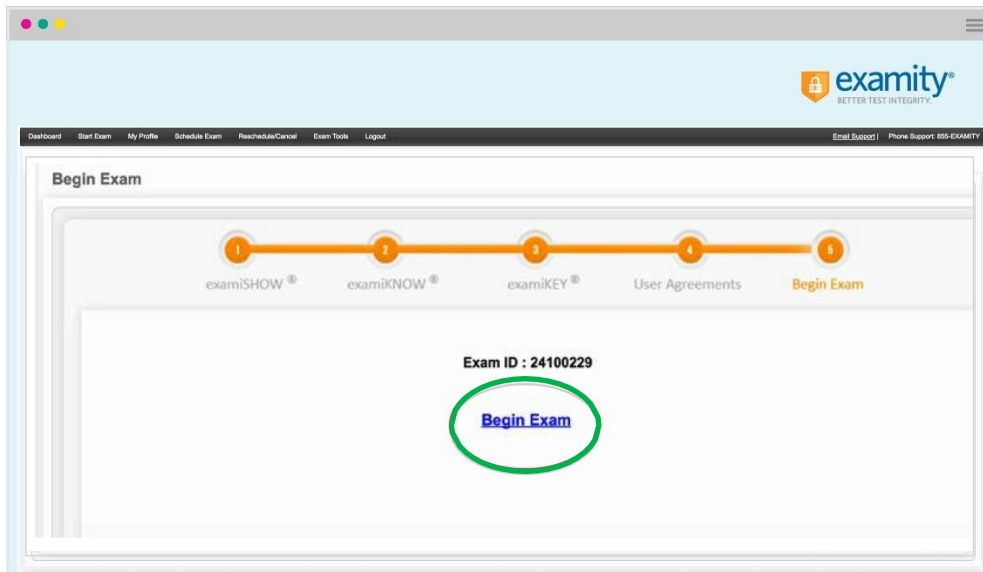 examity®
BETTER TEST INTEGRITY.
Dashboard Start Exam My Profile Schedule Exam Reschedule/Cancel Exam Tools Logout Email Support | Phone Support: 855-EXAMITY
Begin Exam
1 2 3 4 5
examiSHOW ® examiKNOW ® examiKEY ® User Agreements Begin Exam
Exam ID : 24100229
Begin Exam